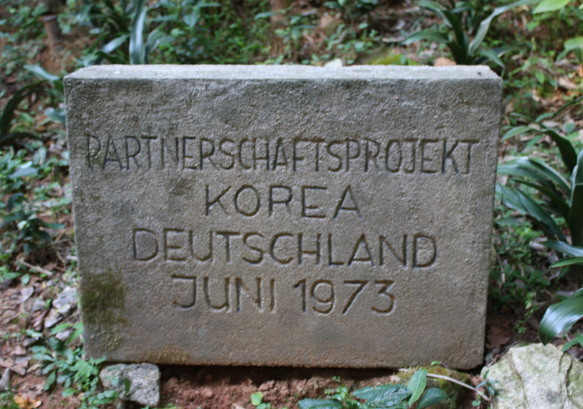 PARTNERSCHAFTSPROJEKT
KOREA
DEUTSCHLAND
JUNI 1973